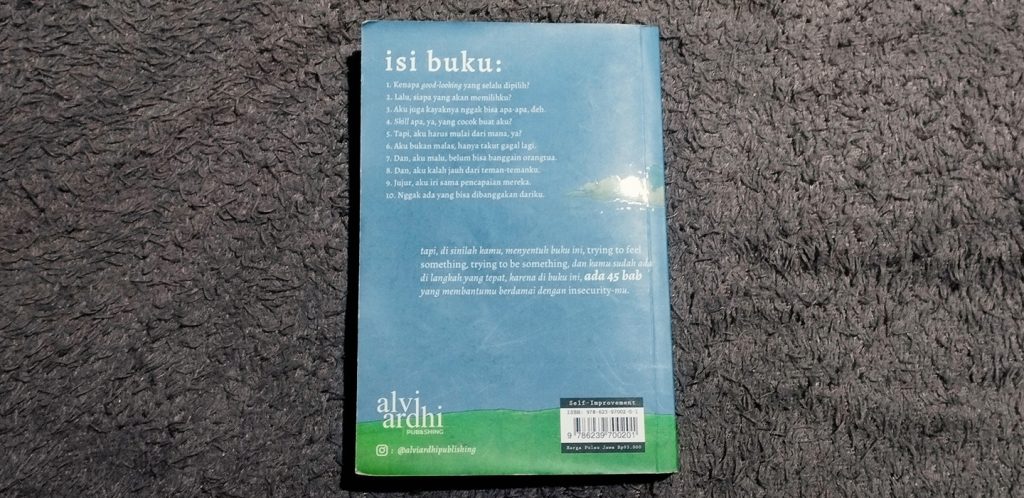 isi buku:
1. Kenapa good-looking yang selalu dipilih?
2. Lalu, siapa yang akan memilihku?
3. Aku juga kayaknya nggak bisa apa-apa, deh.
4. Skill apa, ya, yang cocok buat aku?
5. Tapi, aku harus mulai dari mana, ya?
6. Aku bukan malas, hanya takut gagal lagi.
7. Dan, aku malu, belum bisa banggain orangtua.
8. Dan, aku kalah jauh dari teman-temanku.
9. Jujur, aku iri sama pencapaian mereka.
10. Nggak ada yang bisa dibanggakan dariku.
tapi, di sinilah kamu, menyentuh buku ini, trying to feel
something, trying to be something, dan kamu sudah ada
di langkah yang tepat, karena di buku ini, ada 45 bab
yang membantumu berdamai dengan insecurity-mu.
alvi
ardhi
PUBLISHING
: @alviardhipublishing
Self-Improvement
ISBN: 978-623-97002-0-1
9 786239 700201
Harga Pulau Jawa Rp93.000